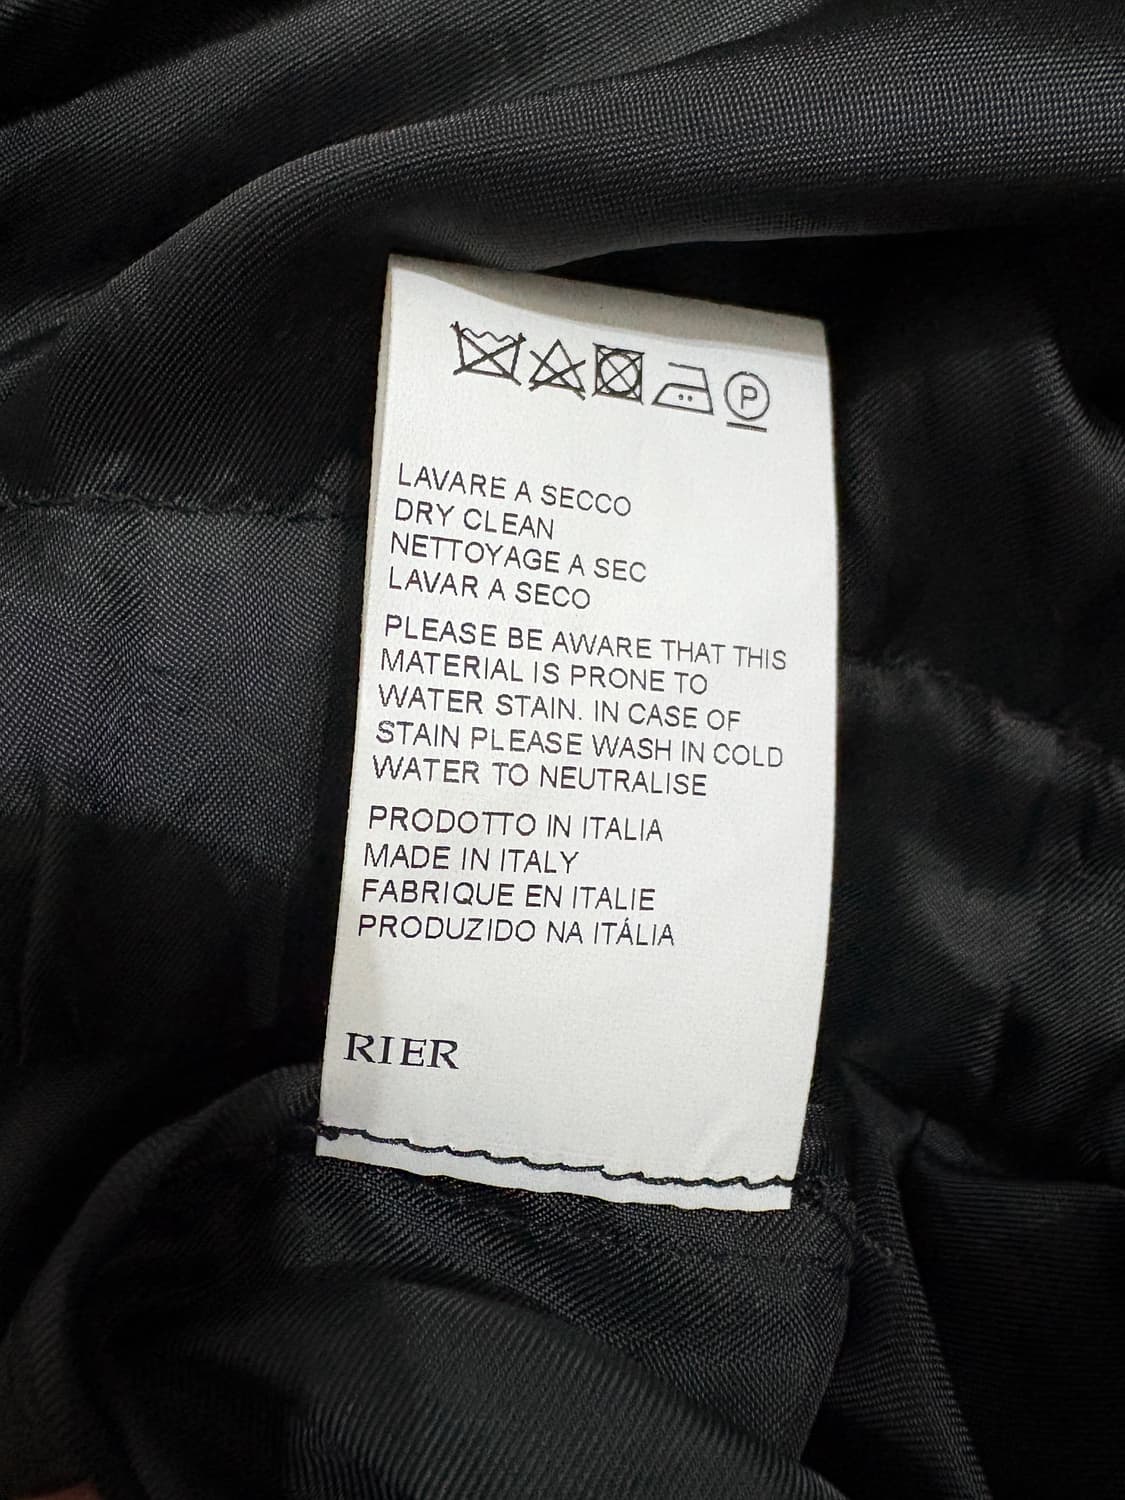 P
LAVARE A SECCO
DRY CLEAN
NETTOYAGE A SEC
LAVAR A SECO
PLEASE BE AWARE THAT THIS
MATERIAL IS PRONE TO
WATER STAIN. IN CASE OF
STAIN PLEASE WASH IN COLD
WATER TO NEUTRALISE
PRODOTTO IN ITALIA
MADE IN ITALY
FABRIQUE EN ITALIE
PRODUZIDO NA ITÁLIA
RIER